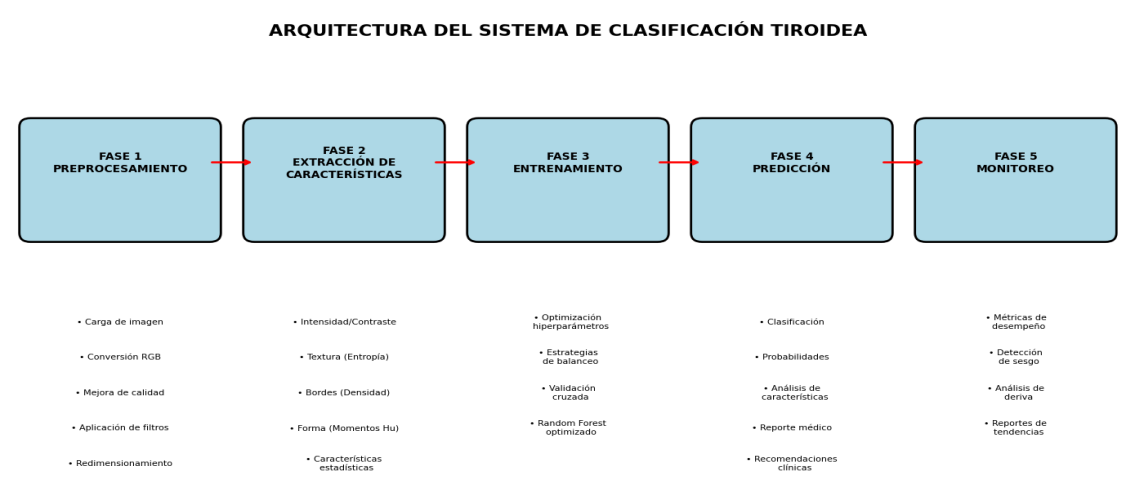 ARQUITECTURA DEL SISTEMA DE CLASIFICACIÓN TIROIDEA
FASE 1
PREPROCESAMIENTO
FASE 2
EXTRACCIÓN DE
CARACTERÍSTICAS
FASE 3
ENTRENAMIENTO
FASE 4
PREDICCIÓN
FASE 5
MONITOREO
• Carga de imagen
• Conversión RGB
• Mejora de calidad
• Aplicación de filtros
• Redimensionamiento
• Intensidad/Contraste
• Textura (Entropía)
• Bordes (Densidad)
• Forma (Momentos Hu)
• Características
estadísticas
• Optimización
hiperparámetros
• Estrategias
de balanceo
• Validación
cruzada
• Random Forest
optimizado
• Clasificación
• Probabilidades
• Análisis de
características
• Reporte médico
• Recomendaciones
clínicas
• Métricas de
desempeño
• Detección
de sesgo
• Análisis de
deriva
• Reportes de
tendencias